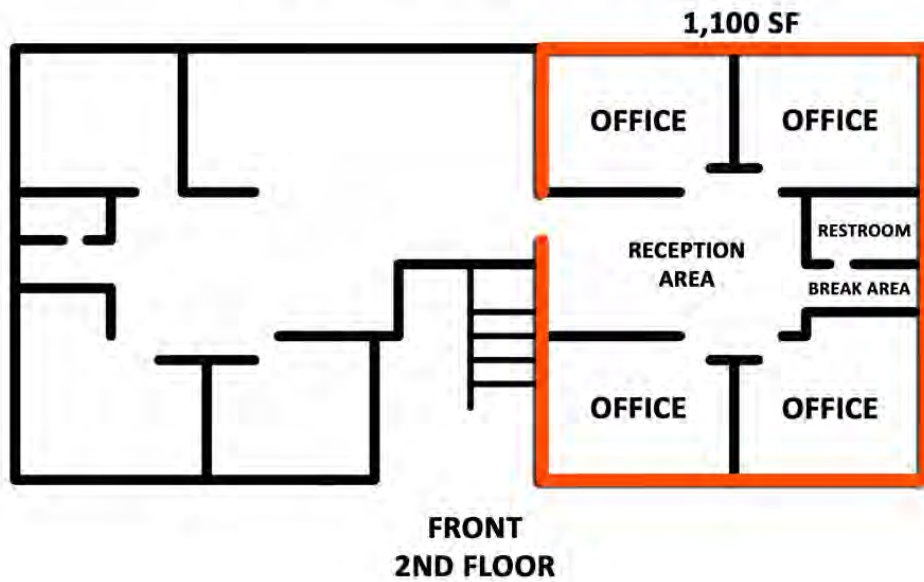 1,100 SF
OFFICE
OFFICE
RESTROOM
RECEPTION
AREA
BREAK AREA
OFFICE
OFFICE
FRONT
2ND FLOOR